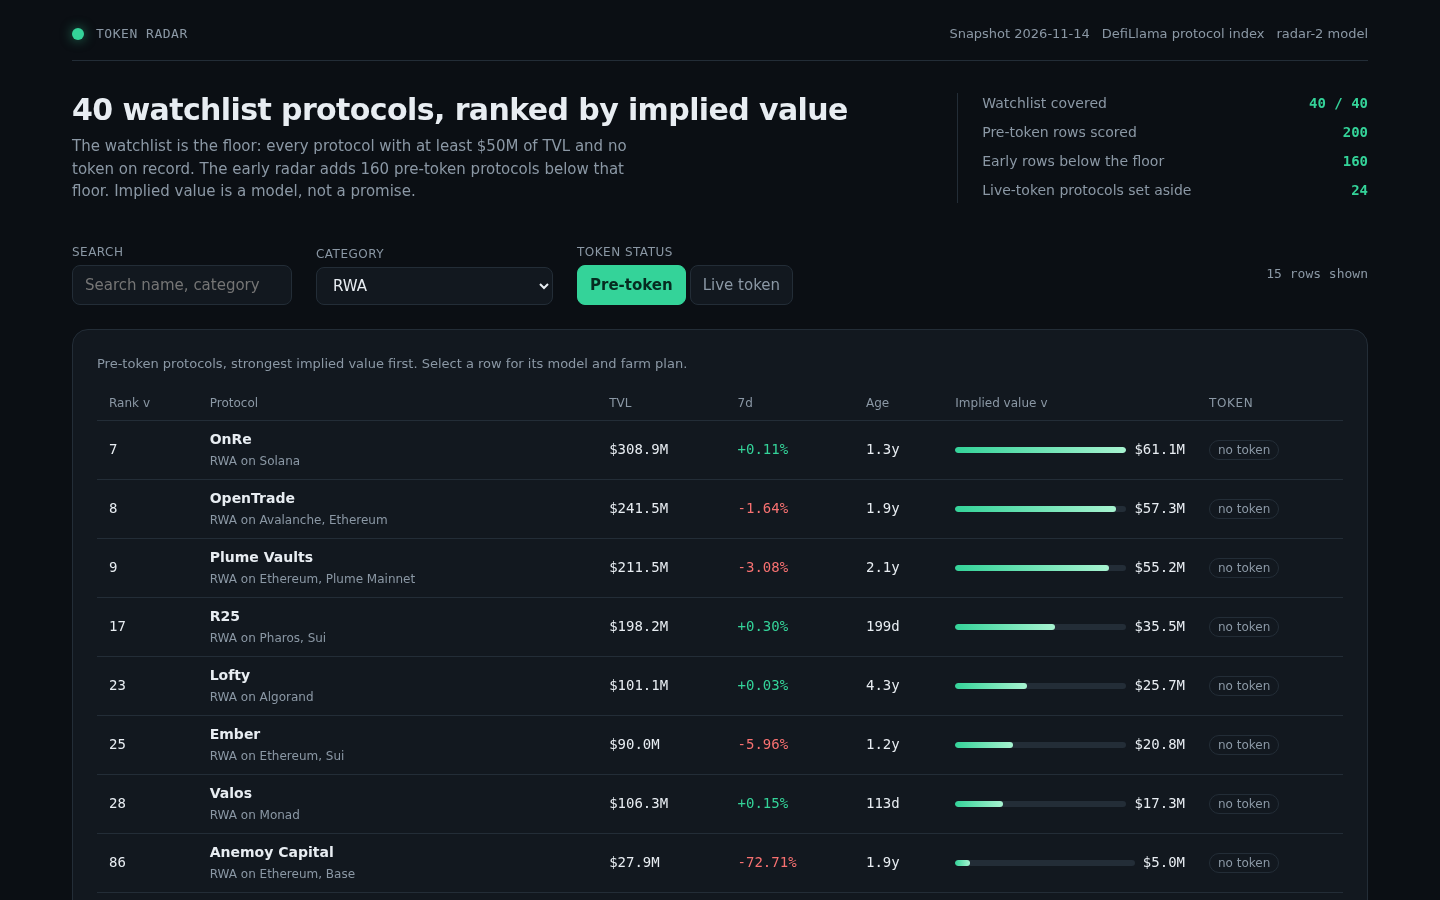 TOKEN RADAR
Snapshot 2026-11-14 DefiLlama protocol index radar-2 model
40 watchlist protocols, ranked by implied value
The watchlist is the floor: every protocol with at least $50M of TVL and no
token on record. The early radar adds 160 pre-token protocols below that
floor. Implied value is a model, not a promise.
Watchlist covered 40 / 40
Pre-token rows scored 200
Early rows below the floor 160
Live-token protocols set aside 24
SEARCH
Search name, category
CATEGORY
RWA
TOKEN STATUS
Pre-token Live token
15 rows shown
Pre-token protocols, strongest implied value first. Select a row for its model and farm plan.
Rank v Protocol TVL 7d Age Implied value v TOKEN
7 OnRe $308.9M +0.11% 1.3y $61.1M no token
RWA on Solana
8 OpenTrade $241.5M -1.64% 1.9y $57.3M no token
RWA on Avalanche, Ethereum
9 Plume Vaults $211.5M -3.08% 2.1y $55.2M no token
RWA on Ethereum, Plume Mainnet
17 R25 $198.2M +0.30% 199d $35.5M no token
RWA on Pharos, Sui
23 Lofty $101.1M +0.03% 4.3y $25.7M no token
RWA on Algorand
25 Ember $90.0M -5.96% 1.2y $20.8M no token
RWA on Ethereum, Sui
28 Valos $106.3M +0.15% 113d $17.3M no token
RWA on Monad
86 Anemoy Capital $27.9M -72.71% 1.9y $5.0M no token
RWA on Ethereum, Base